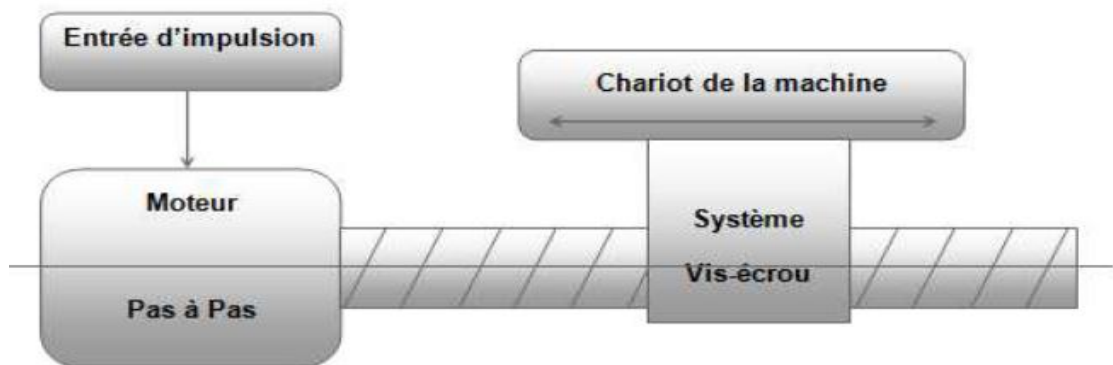 Entrée d'impulsion
Chariot de la machine
Moteur
Pas à Pas
Système
Vis-écrou